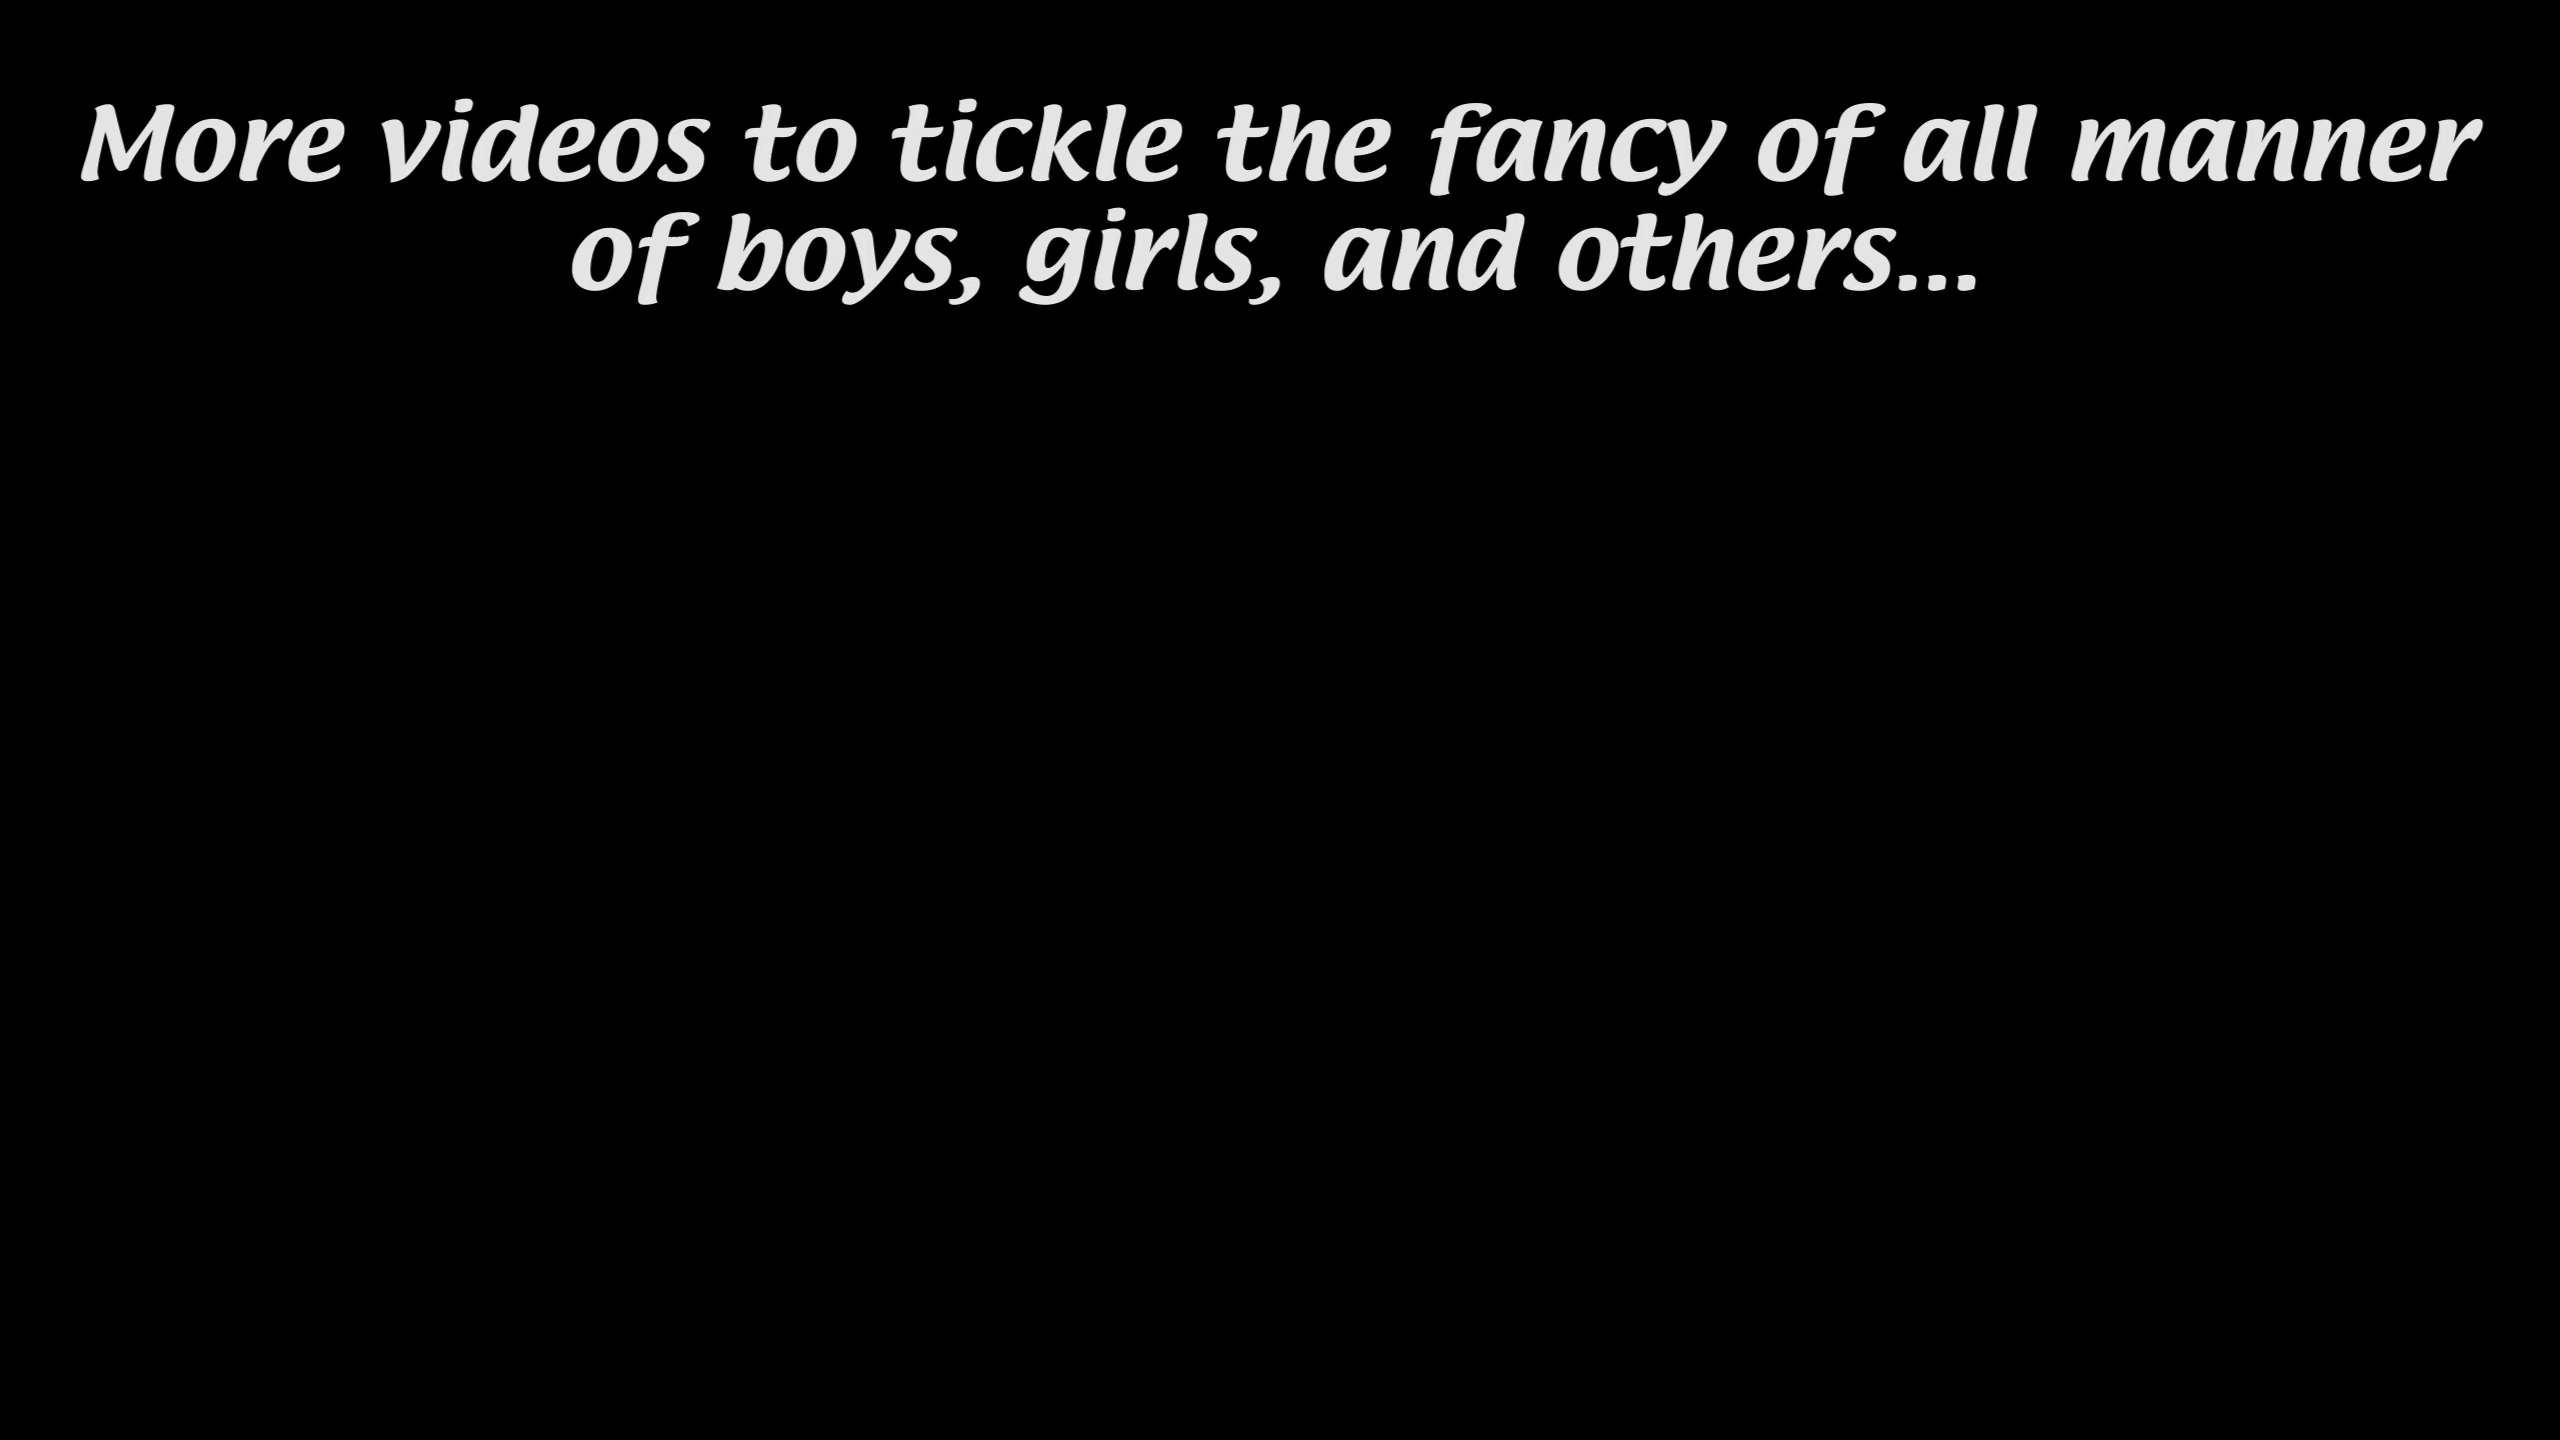 More videos to tickle the fancy of all manner
of boys, girls, and others...